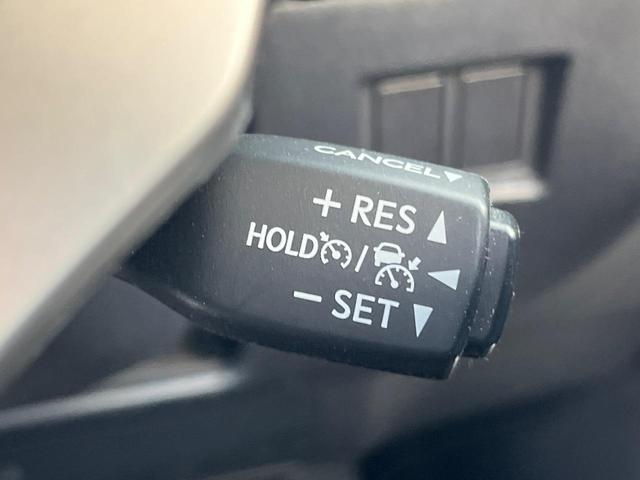 CANCEL▼
+ RES ▲
HOLD / ◀
− SET ▼